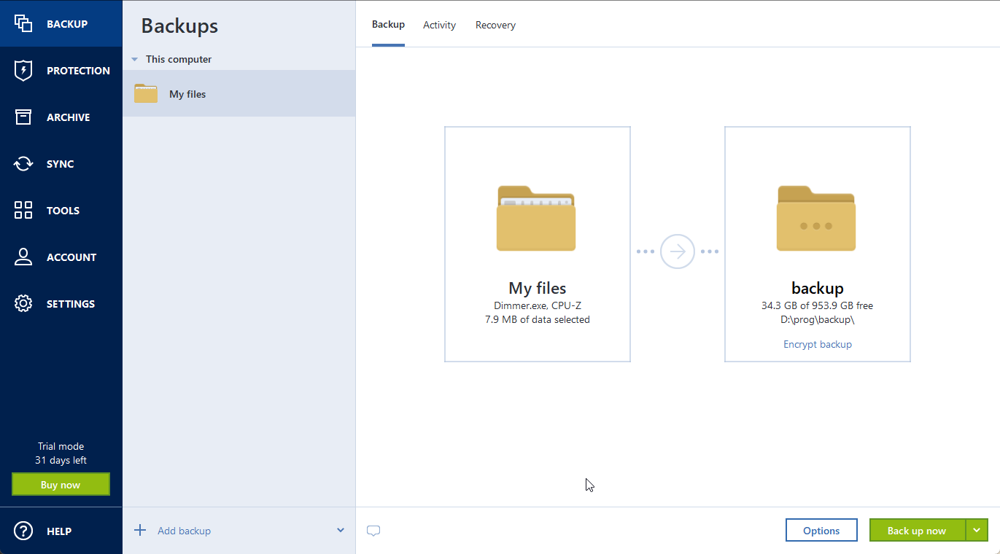 BACKUP
PROTECTION
ARCHIVE
SYNC
TOOLS
ACCOUNT
SETTINGS
Trial mode
31 days left
Buy now
HELP
Backups
This computer
My files
Add backup
Backup Activity Recovery
My files
Dimmer.exe, CPU-Z
7.9 MB of data selected
backup
34.3 GB of 953.9 GB free
D:\prog\backup\
Encrypt backup
Options
Back up now